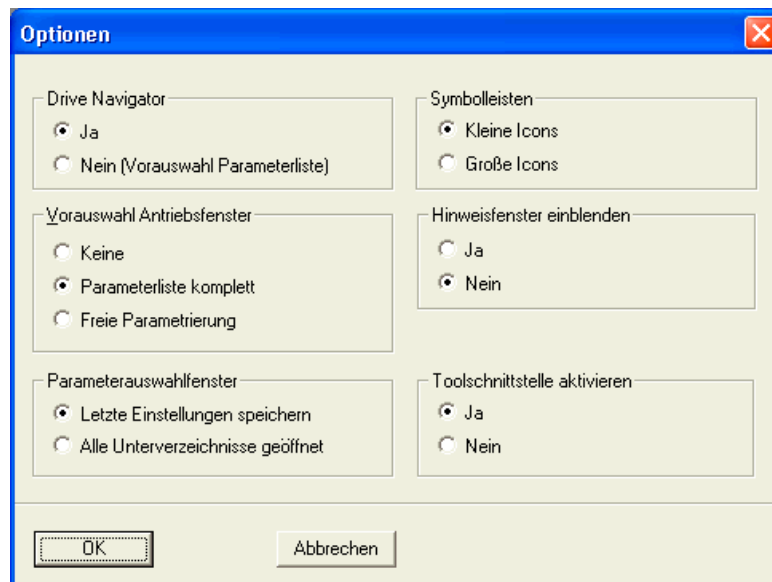 Optionen
Drive Navigator
Ja
Nein (Vorauswahl Parameterliste)
Symbolleisten
Kleine Icons
Große Icons
Vorauswahl Antriebsfenster
Keine
Parameterliste komplett
Freie Parametrierung
Hinweisfenster einblenden
Ja
Nein
Parameterauswahlfenster
Letzte Einstellungen speichern
Alle Unterverzeichnisse geöffnet
Toolschnittstelle aktivieren
Ja
Nein
OK
Abbrechen